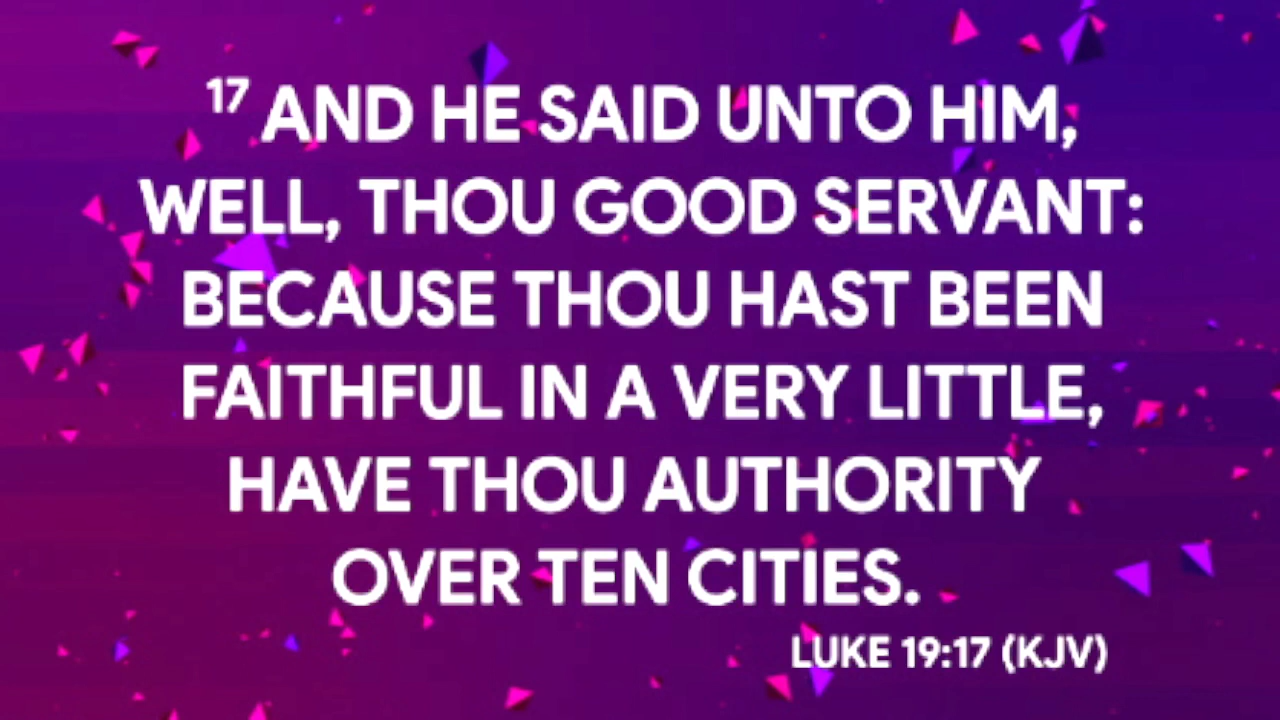 17 AND HE SAID UNTO HIM,
WELL, THOU GOOD SERVANT:
BECAUSE THOU HAST BEEN
FAITHFUL IN A VERY LITTLE,
HAVE THOU AUTHORITY
OVER TEN CITIES.
LUKE 19:17 (KJV)